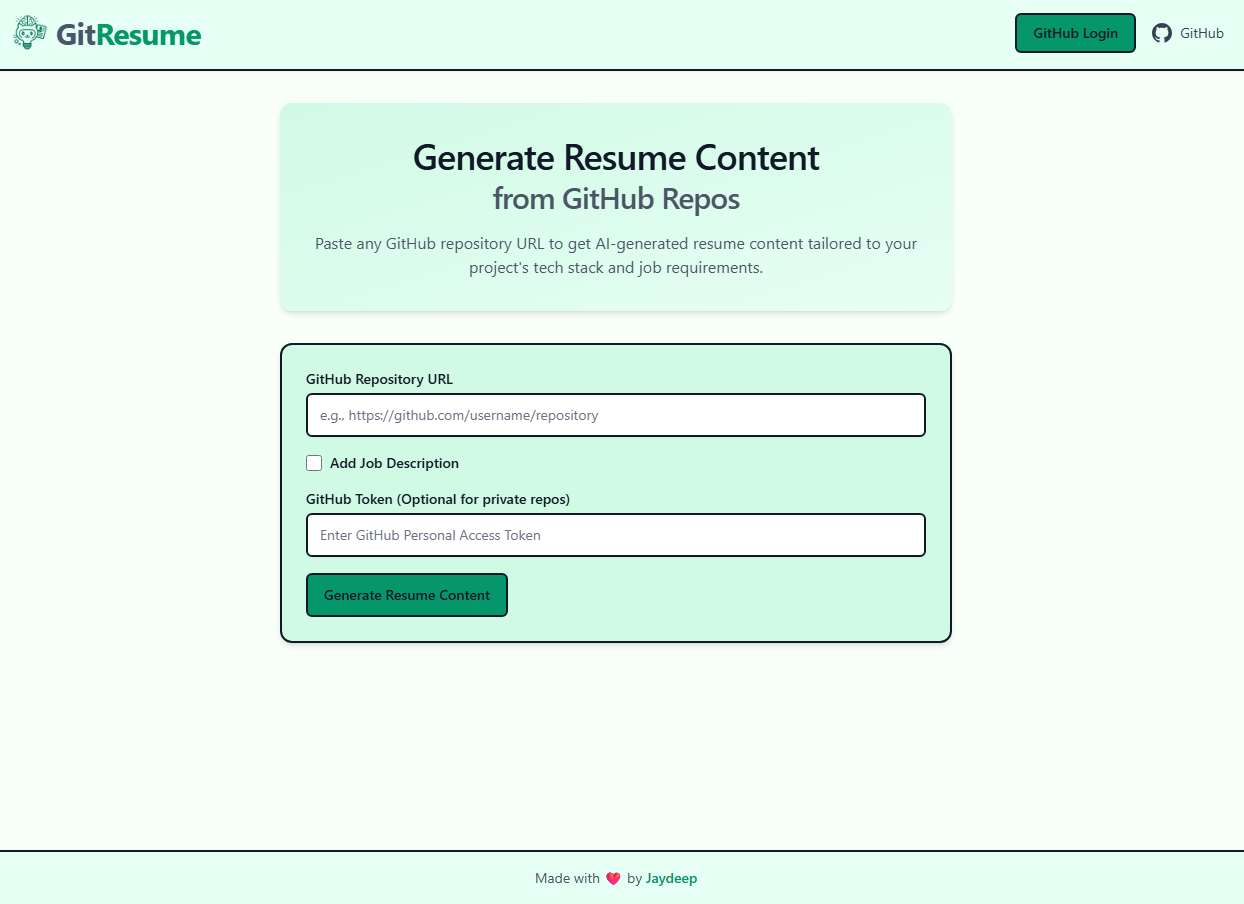 GitResume
GitHub Login
GitHub
Generate Resume Content
from GitHub Repos
Paste any GitHub repository URL to get AI-generated resume content tailored to your
project's tech stack and job requirements.
GitHub Repository URL
e.g., https://github.com/username/repository
Add Job Description
GitHub Token (Optional for private repos)
Enter GitHub Personal Access Token
Generate Resume Content
Made with ❤️ by Jaydeep